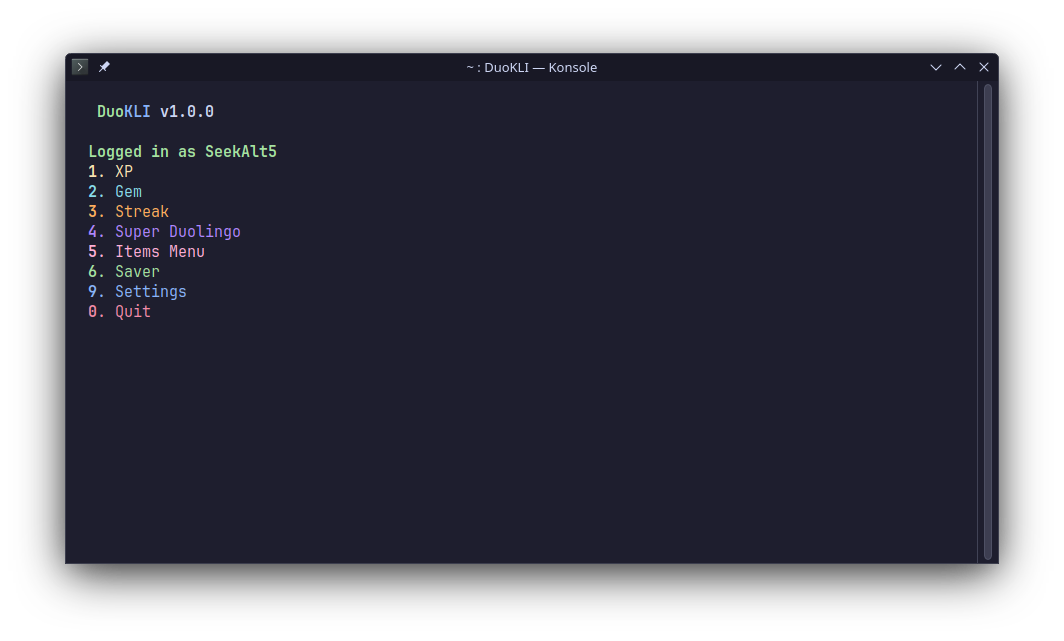 ~ : DuoKLI — Konsole
DuoKLI v1.0.0
Logged in as SeekAlt5
1. XP
2. Gem
3. Streak
4. Super Duolingo
5. Items Menu
6. Saver
9. Settings
0. Quit